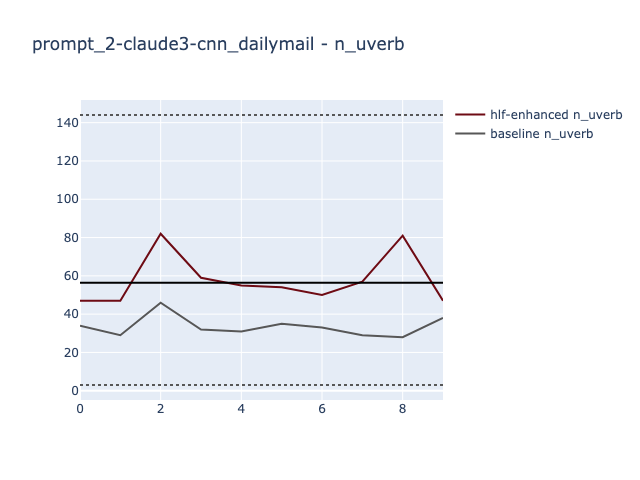 prompt_2-claude3-cnn_dailymail - n_uverb
hlf-enhanced n_uverb
baseline n_uverb
140
120
100
80
60
40
20
0
0 2 4 6 8